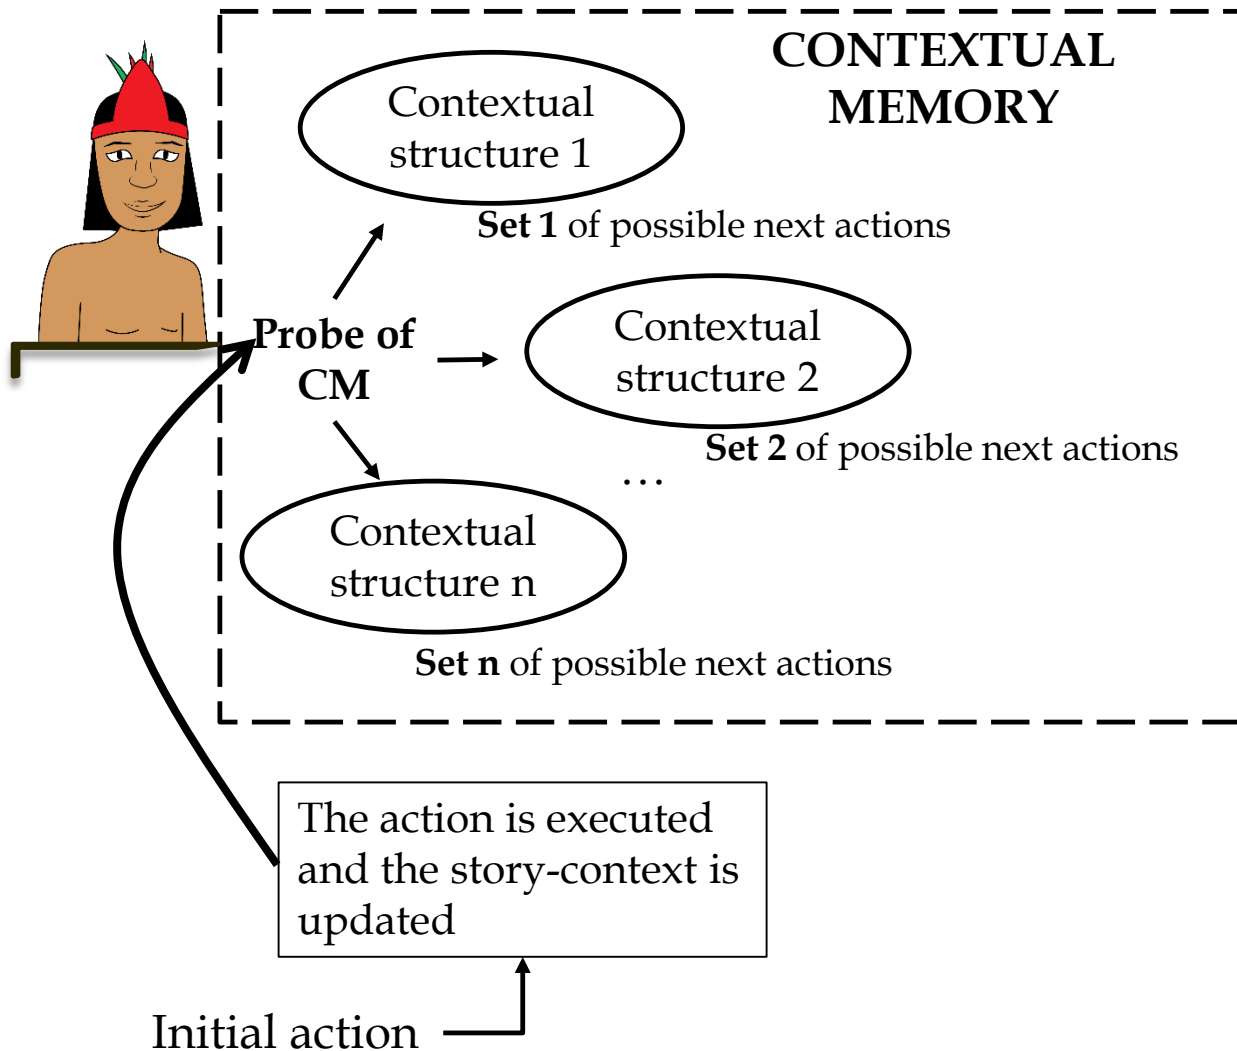 CONTEXTUAL
MEMORY
Contextual
structure 1
Set 1 of possible next actions
Probe of
CM
Contextual
structure 2
Set 2 of possible next actions
...
Contextual
structure n
Set n of possible next actions
The action is executed
and the story-context is
updated
Initial action